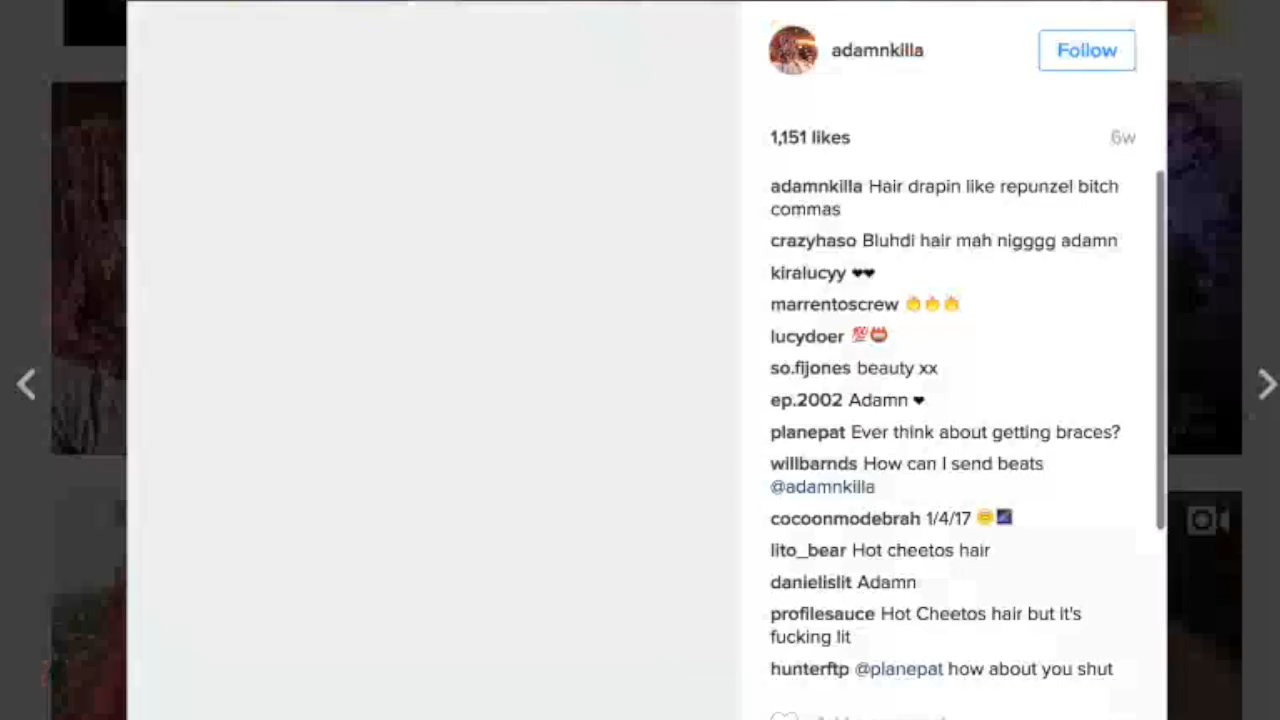 adamnkilla
Follow
1,151 likes
6w
adamnkilla Hair drapin like repunzel bitch
commas
crazyhaso Bluhdi hair mah nigggg adamn
kiralucyy ❤❤
marrentoscrew 👏👏👏
lucydoer 💯📛
so.fijones beauty xx
ep.2002 Adamn ❤
planepat Ever think about getting braces?
willbarnds How can I send beats
@adamnkilla
cocoonmodebrah 1/4/17
lito_bear Hot cheetos hair
danielislit Adamn
profilesauce Hot Cheetos hair but it's
fucking lit
hunterftp @planepat how about you shut